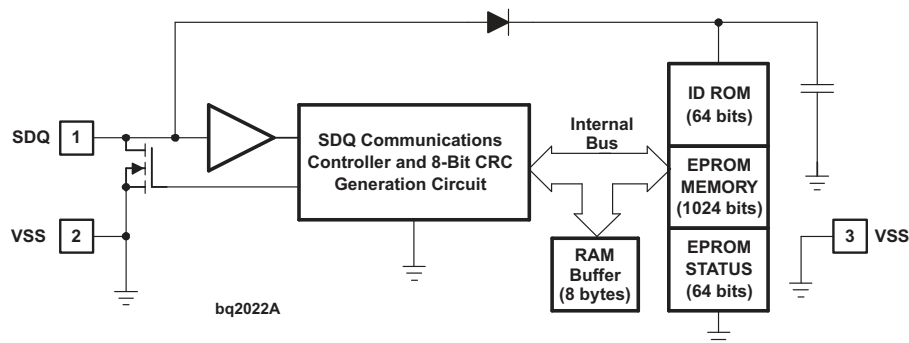 SDQ
1
VSS
2
SDQ Communications
Controller and 8-Bit CRC
Generation Circuit
Internal
Bus
RAM
Buffer
(8 bytes)
ID ROM
(64 bits)
EPROM
MEMORY
(1024 bits)
EPROM
STATUS
(64 bits)
3
VSS
bq2022A